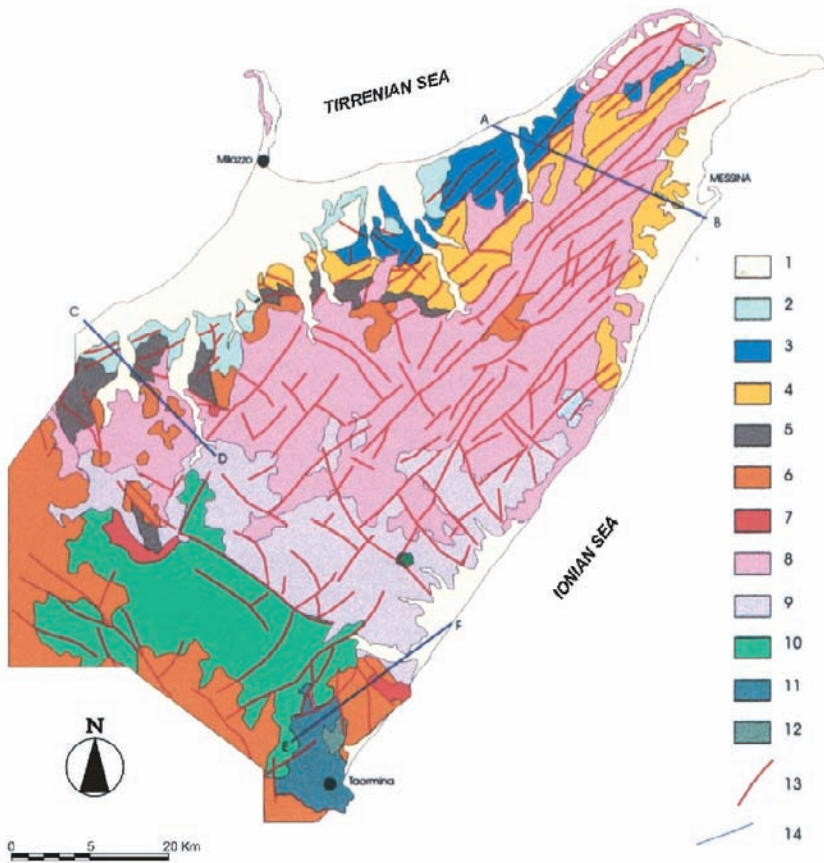 TIRRENIAN SEA
A
Milazzo
MESSINA
B
C
D
IONIAN SEA
F
E
Taormina
N
0 5 20 Km
1
2
3
4
5
6
7
8
9
10
11
12
13
14